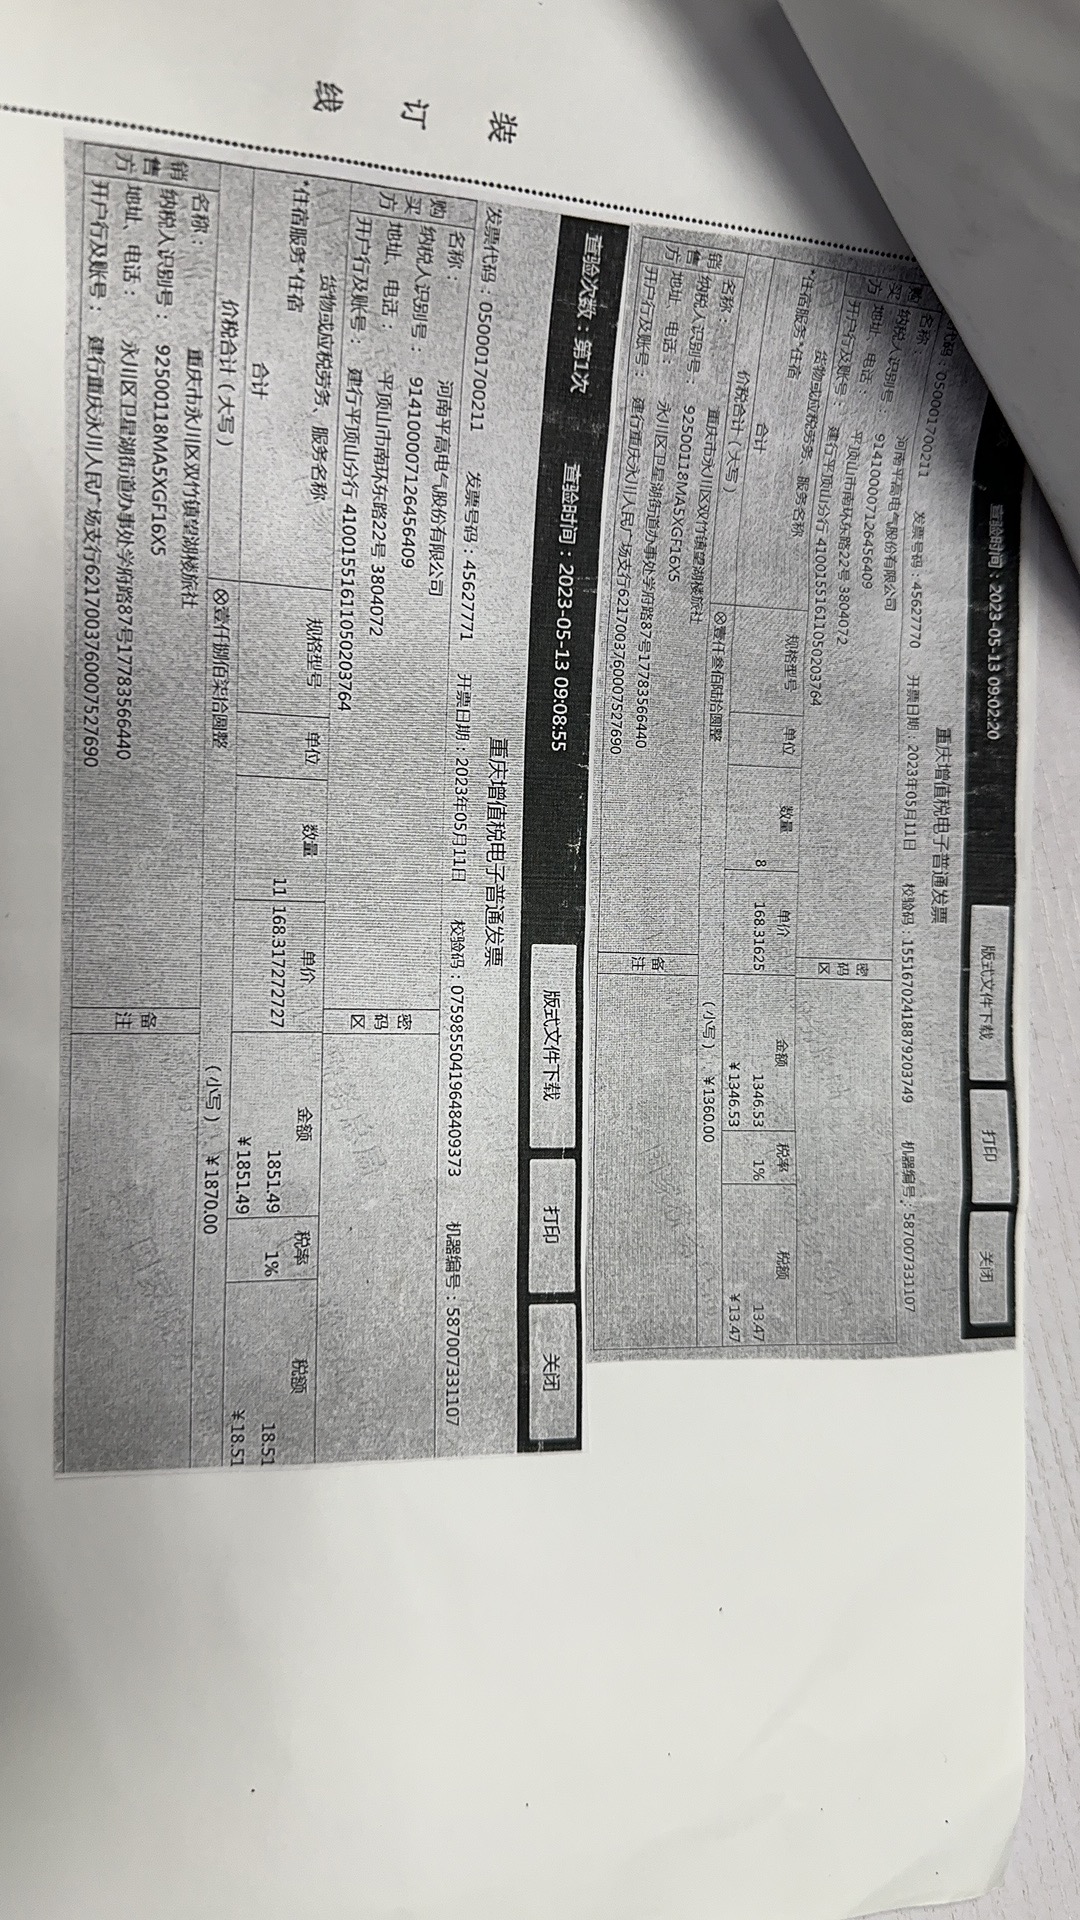 装
订
线
查验时间：2023-05-13 09:02:20
版式文件下载
打印
关闭
重庆增值税电子普通发票
代码：050001700211
发票号码：45627770
开票日期：2023年05月11日
校验码：15516702418879203749
机器编号：587007331107
购买方
名称
河南平高电气股份有限公司
纳税人识别号
914100007126456409
地址、电话：
平顶山市南环东路22号 3804072
开户行及账号：
建行平顶山分行 41001551611050203764
密码区
货物或应税劳务、服务名称
规格型号
单位
数量
单价
金额
税率
税额
*住宿服务*住宿
8
168.31625
1346.53
1%
13.47
合计
￥1346.53
￥13.47
价税合计（大写）
⊗壹仟叁佰陆拾圆整
（小写）
￥1360.00
销售方
名称：
重庆市永川区双竹镇望湖楼旅社
纳税人识别号：
92500118MA5XGF16X5
地址、电话：
永川区卫星湖街道办事处学府路87号17783566440
开户行及账号：
建行重庆永川人民广场支行6217003760007527690
备注
查验次数：第1次
查验时间：2023-05-13 09:08:55
版式文件下载
打印
关闭
重庆增值税电子普通发票
发票代码：050001700211
发票号码：45627771
开票日期：2023年05月11日
校验码：07598550419648409373
机器编号：587007331107
购买方
名称：
河南平高电气股份有限公司
纳税人识别号：
914100007126456409
地址、电话：
平顶山市南环东路22号 3804072
开户行及账号：
建行平顶山分行 41001551611050203764
密码区
货物或应税劳务、服务名称
规格型号
单位
数量
单价
金额
税率
税额
*住宿服务*住宿
11
168.317272727
1851.49
1%
18.51
合计
￥1851.49
￥18.51
价税合计（大写）
⊗壹仟捌佰柒拾圆整
（小写）
￥1870.00
销售方
名称：
重庆市永川区双竹镇望湖楼旅社
纳税人识别号：
92500118MA5XGF16X5
地址、电话：
永川区卫星湖街道办事处学府路87号17783566440
开户行及账号：
建行重庆永川人民广场支行6217003760007527690
备注